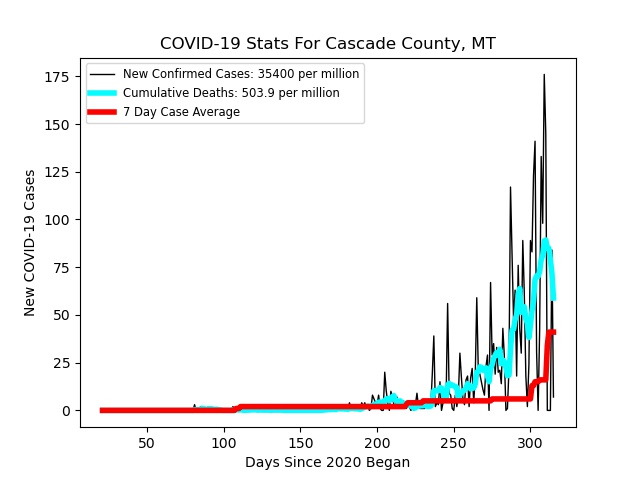 COVID-19 Stats For Cascade County, MT
New Confirmed Cases: 35400 per million
Cumulative Deaths: 503.9 per million
7 Day Case Average
175
150
125
100
75
50
25
0
New COVID-19 Cases
50 100 150 200 250 300
Days Since 2020 Began